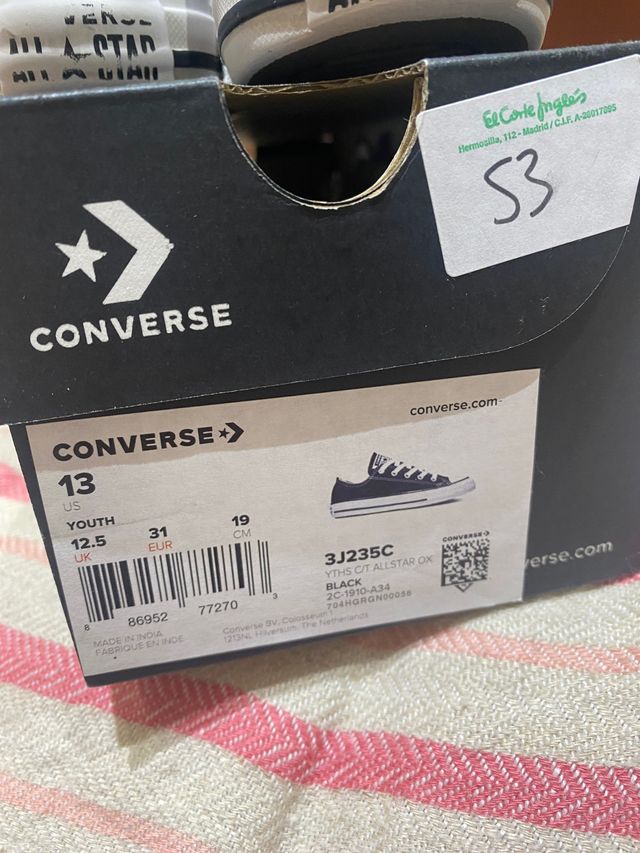 ALL ★ STAR
El Corte Inglés
Hermosilla, 112 - Madrid / C.I.F. A-28017895
53
CONVERSE
converse.com
CONVERSE
13
US
YOUTH
12.5 31 19
UK EUR CM
3J235C
YTHS C/T ALLSTAR OX
BLACK
2C-1910-A34
704HGRGN00058
CONVERSE
8 86952 77270 3
MADE IN INDIA
FABRIQUE EN INDE
Converse BV, Colosseum 1
1213NL Hilversum, The Netherlands
verse.com